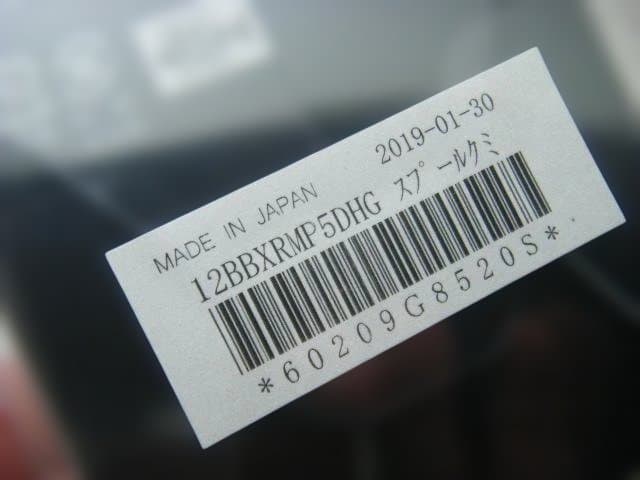 2019-01-30
MADE IN JAPAN
12BBXRMP5DHG ｽﾌﾟｰﾙｸﾐ
*60209G8520S*